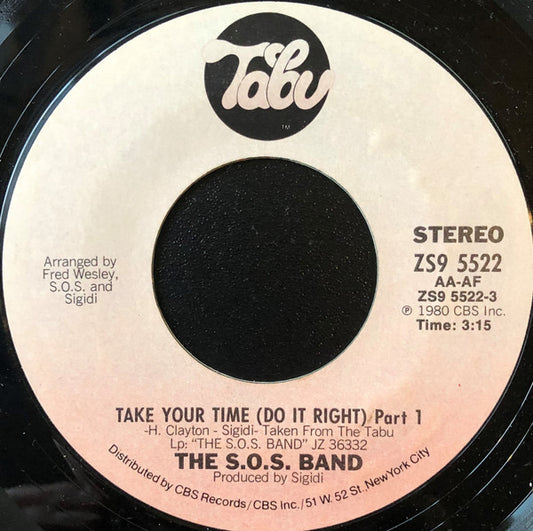 Tabu
TM
STEREO
ZS9 5522
AA-AF
ZS9 5522-3
℗ 1980 CBS Inc.
Time: 3:15
Arranged by
Fred Wesley,
S.O.S. and
Sigidi
TAKE YOUR TIME (DO IT RIGHT) Part 1
-H. Clayton - Sigidi- Taken From The Tabu
Lp: "THE S.O.S. BAND" JZ 36332
THE S.O.S. BAND
Produced by Sigidi
Distributed by CBS Records/CBS Inc./51 W. 52 St., New York City